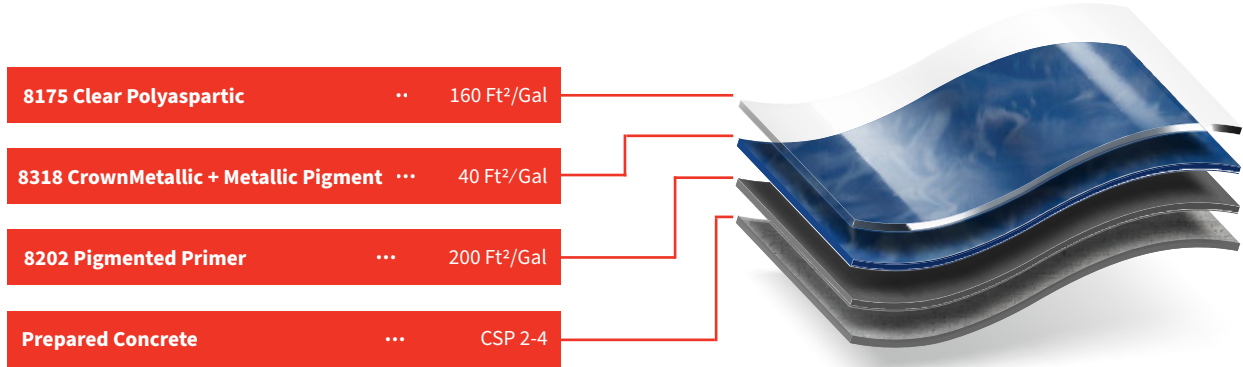 8175 Clear Polyaspartic •• 160 Ft²/Gal
8318 CrownMetallic + Metallic Pigment ••• 40 Ft²/Gal
8202 Pigmented Primer ••• 200 Ft²/Gal
Prepared Concrete ••• CSP 2-4